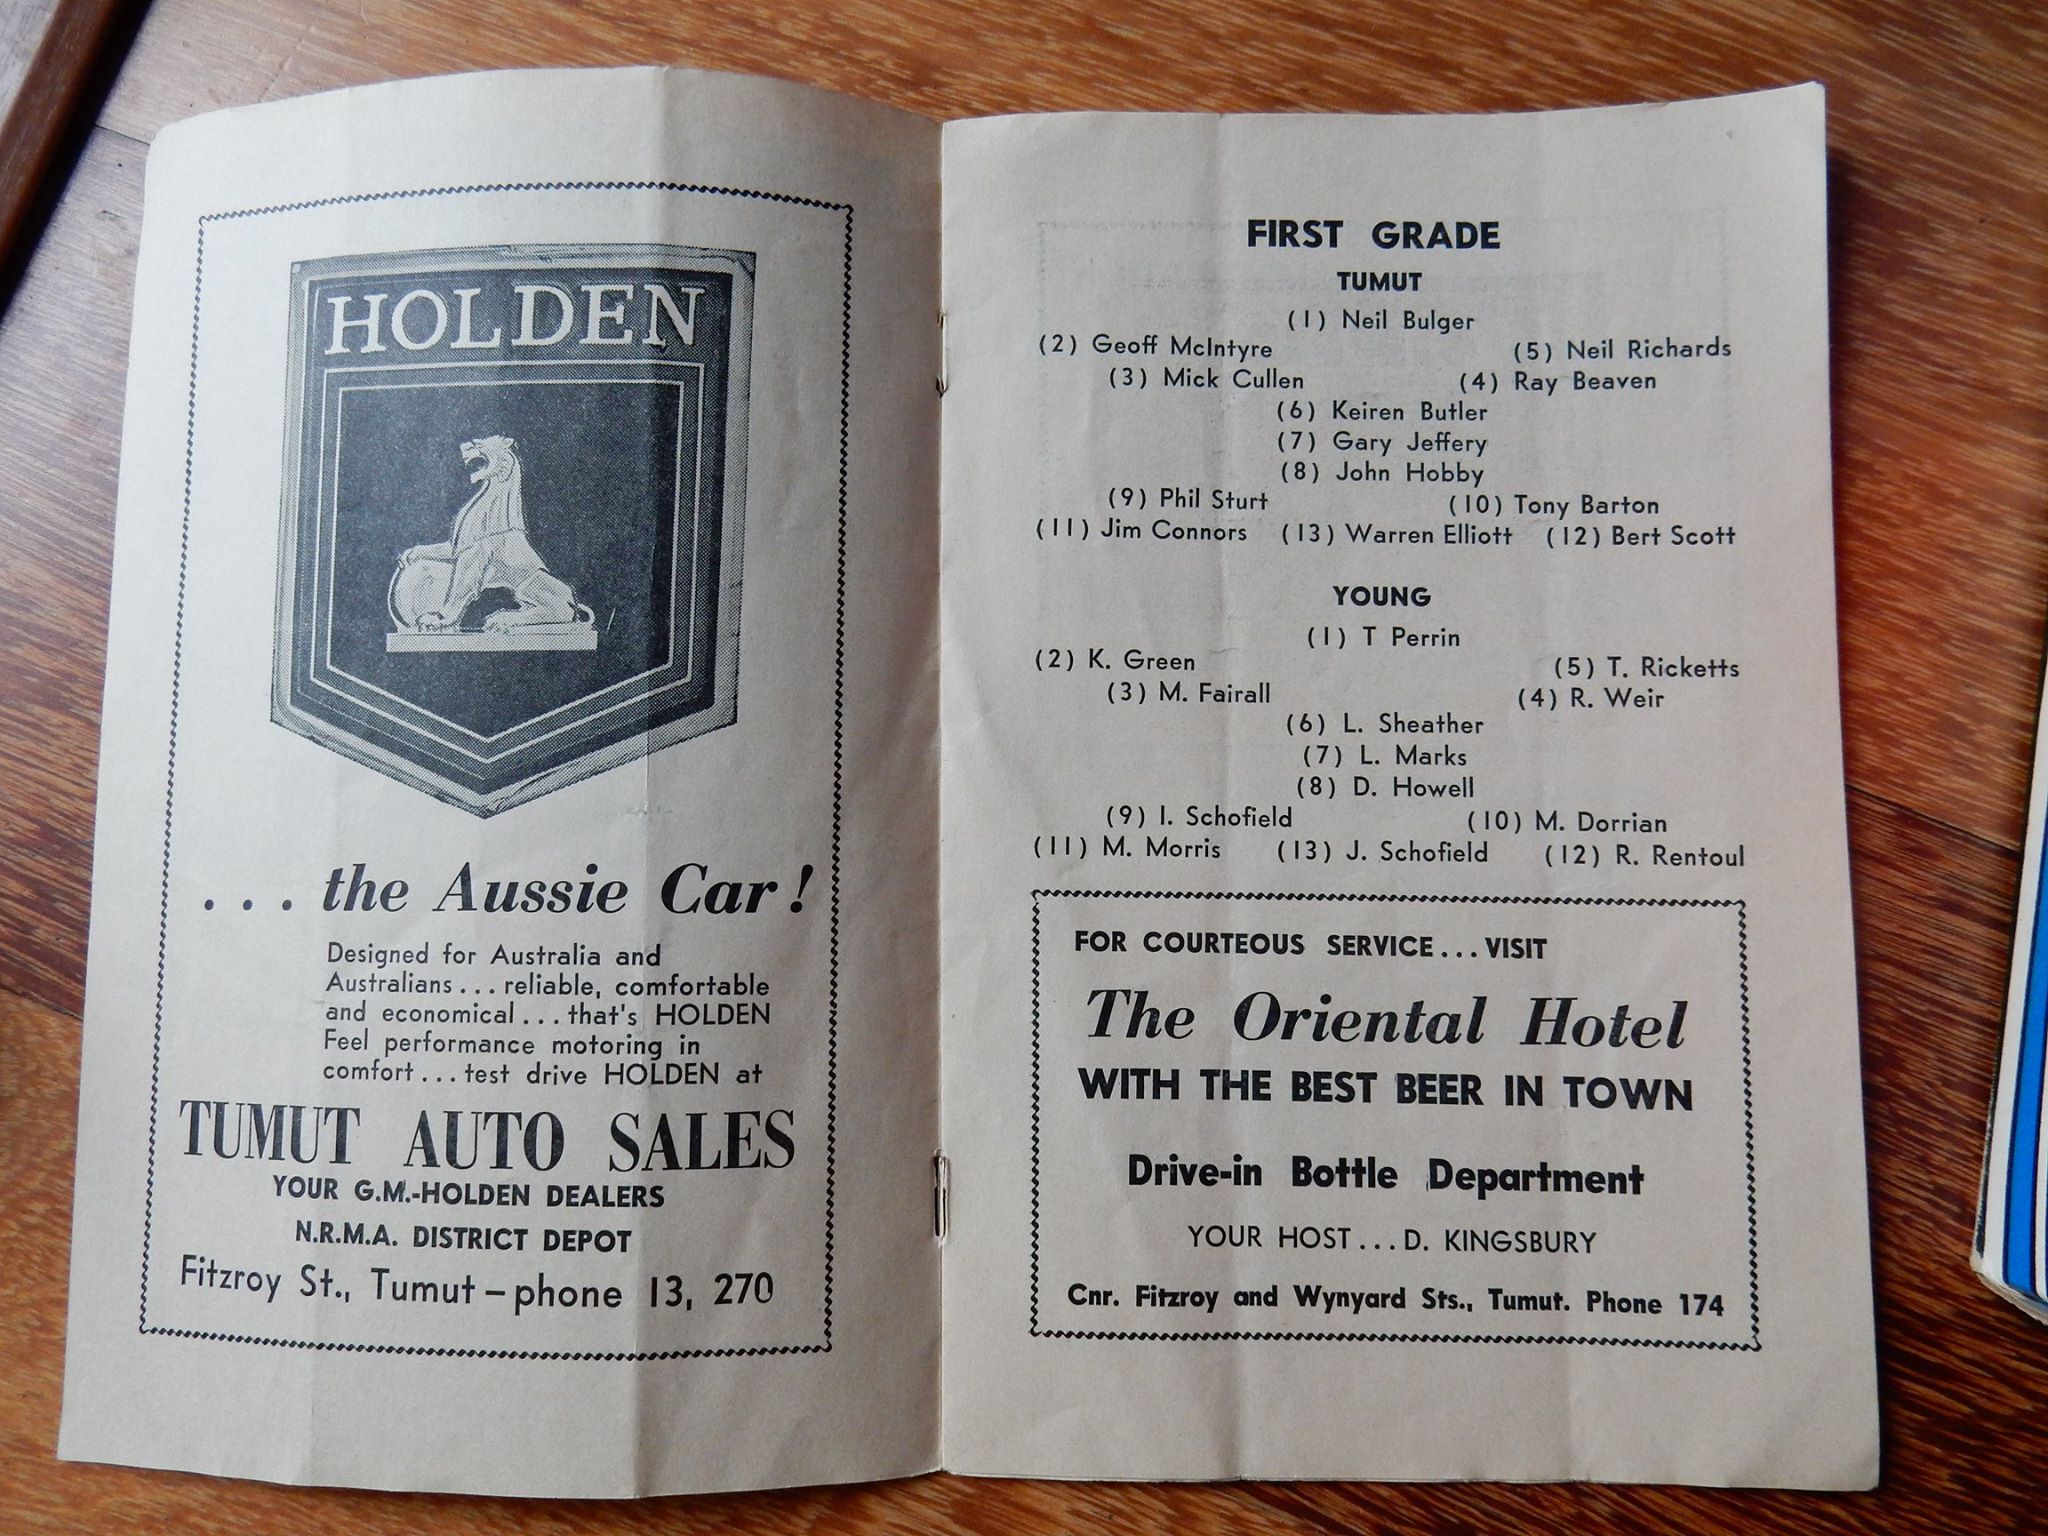 HOLDEN
. . . the Aussie Car!
Designed for Australia and
Australians . . . reliable, comfortable
and economical . . . that's HOLDEN
Feel performance motoring in
comfort . . . test drive HOLDEN at
TUMUT AUTO SALES
YOUR G.M.-HOLDEN DEALERS
N.R.M.A. DISTRICT DEPOT
Fitzroy St., Tumut – phone 13, 270
FIRST GRADE
TUMUT
(1) Neil Bulger
(2) Geoff McIntyre (5) Neil Richards
(3) Mick Cullen (4) Ray Beaven
(6) Keiren Butler
(7) Gary Jeffery
(8) John Hobby
(9) Phil Sturt (10) Tony Barton
(11) Jim Connors (13) Warren Elliott (12) Bert Scott
YOUNG
(1) T Perrin
(2) K. Green (5) T. Ricketts
(3) M. Fairall (4) R. Weir
(6) L. Sheather
(7) L. Marks
(8) D. Howell
(9) I. Schofield (10) M. Dorrian
(11) M. Morris (13) J. Schofield (12) R. Rentoul
FOR COURTEOUS SERVICE . . . VISIT
The Oriental Hotel
WITH THE BEST BEER IN TOWN
Drive-in Bottle Department
YOUR HOST . . . D. KINGSBURY
Cnr. Fitzroy and Wynyard Sts., Tumut. Phone 174